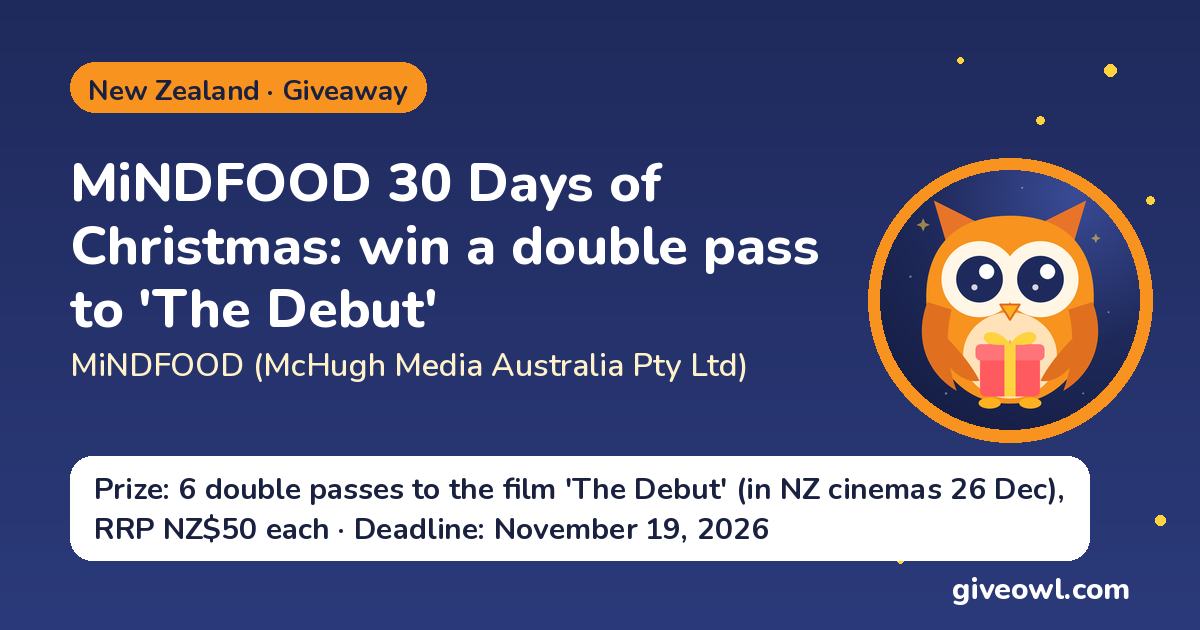 New Zealand · Giveaway
MiNDFOOD 30 Days of
Christmas: win a double pass
to 'The Debut'
MiNDFOOD (McHugh Media Australia Pty Ltd)
Prize: 6 double passes to the film 'The Debut' (in NZ cinemas 26 Dec),
RRP NZ$50 each · Deadline: November 19, 2026
giveowl.com